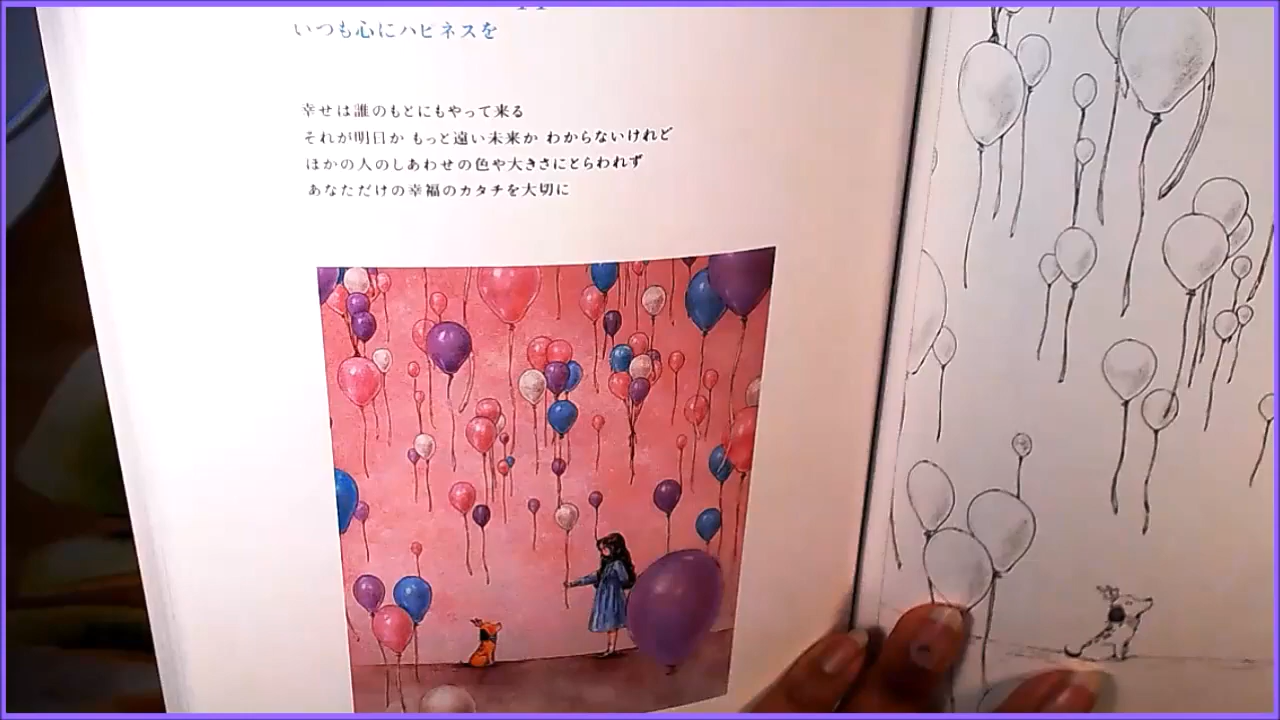 いつも心にハピネスを
幸せは誰のもとにもやって来る
それが明日か もっと遠い未来か わからないけれど
ほかの人のしあわせの色や大きさにとらわれず
あなただけの幸福のカタチを大切に